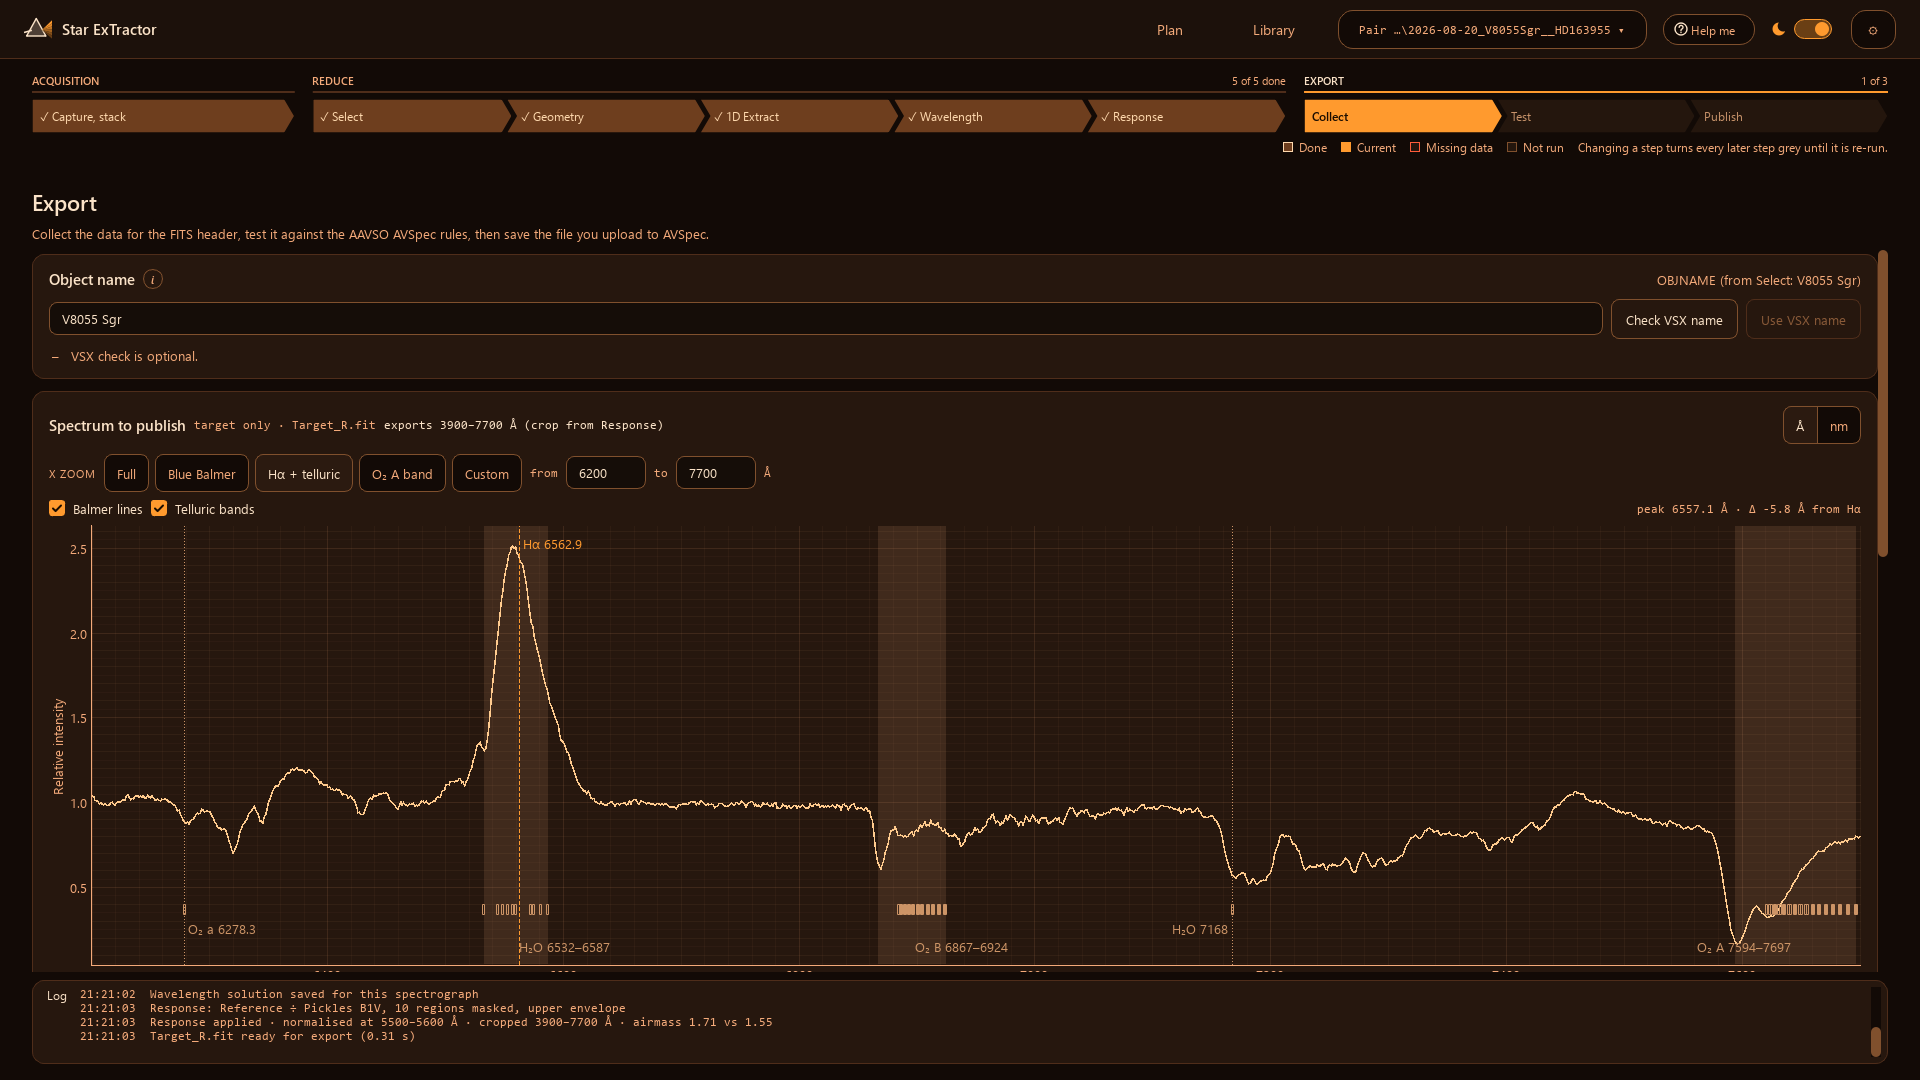 Star ExTractor
Plan
Library
Pair …\2026-08-20_V8055Sgr__HD163955 ▾
Help me
ACQUISITION
REDUCE
5 of 5 done
EXPORT
1 of 3
✓ Capture, stack
✓ Select
✓ Geometry
✓ 1D Extract
✓ Wavelength
✓ Response
Collect
Test
Publish
Done
Current
Missing data
Not run
Changing a step turns every later step grey until it is re-run.
Export
Collect the data for the FITS header, test it against the AAVSO AVSpec rules, then save the file you upload to AVSpec.
Object name
i
OBJNAME (from Select: V8055 Sgr)
V8055 Sgr
Check VSX name
Use VSX name
– VSX check is optional.
Spectrum to publish target only · Target_R.fit exports 3900–7700 Å (crop from Response)
Å
nm
X ZOOM
Full
Blue Balmer
Hα + telluric
O₂ A band
Custom
from
6200
to
7700
Å
Balmer lines
Telluric bands
peak 6557.1 Å · Δ -5.8 Å from Hα
Relative intensity
2.5
2.0
1.5
1.0
0.5
Hα 6562.9
O₂ a 6278.3
H₂O 6532–6587
O₂ B 6867–6924
H₂O 7168
O₂ A 7594–7697
Log
21:21:02 Wavelength solution saved for this spectrograph
21:21:03 Response: Reference ÷ Pickles B1V, 10 regions masked, upper envelope
21:21:03 Response applied · normalised at 5500–5600 Å · cropped 3900–7700 Å · airmass 1.71 vs 1.55
21:21:03 Target_R.fit ready for export (0.31 s)